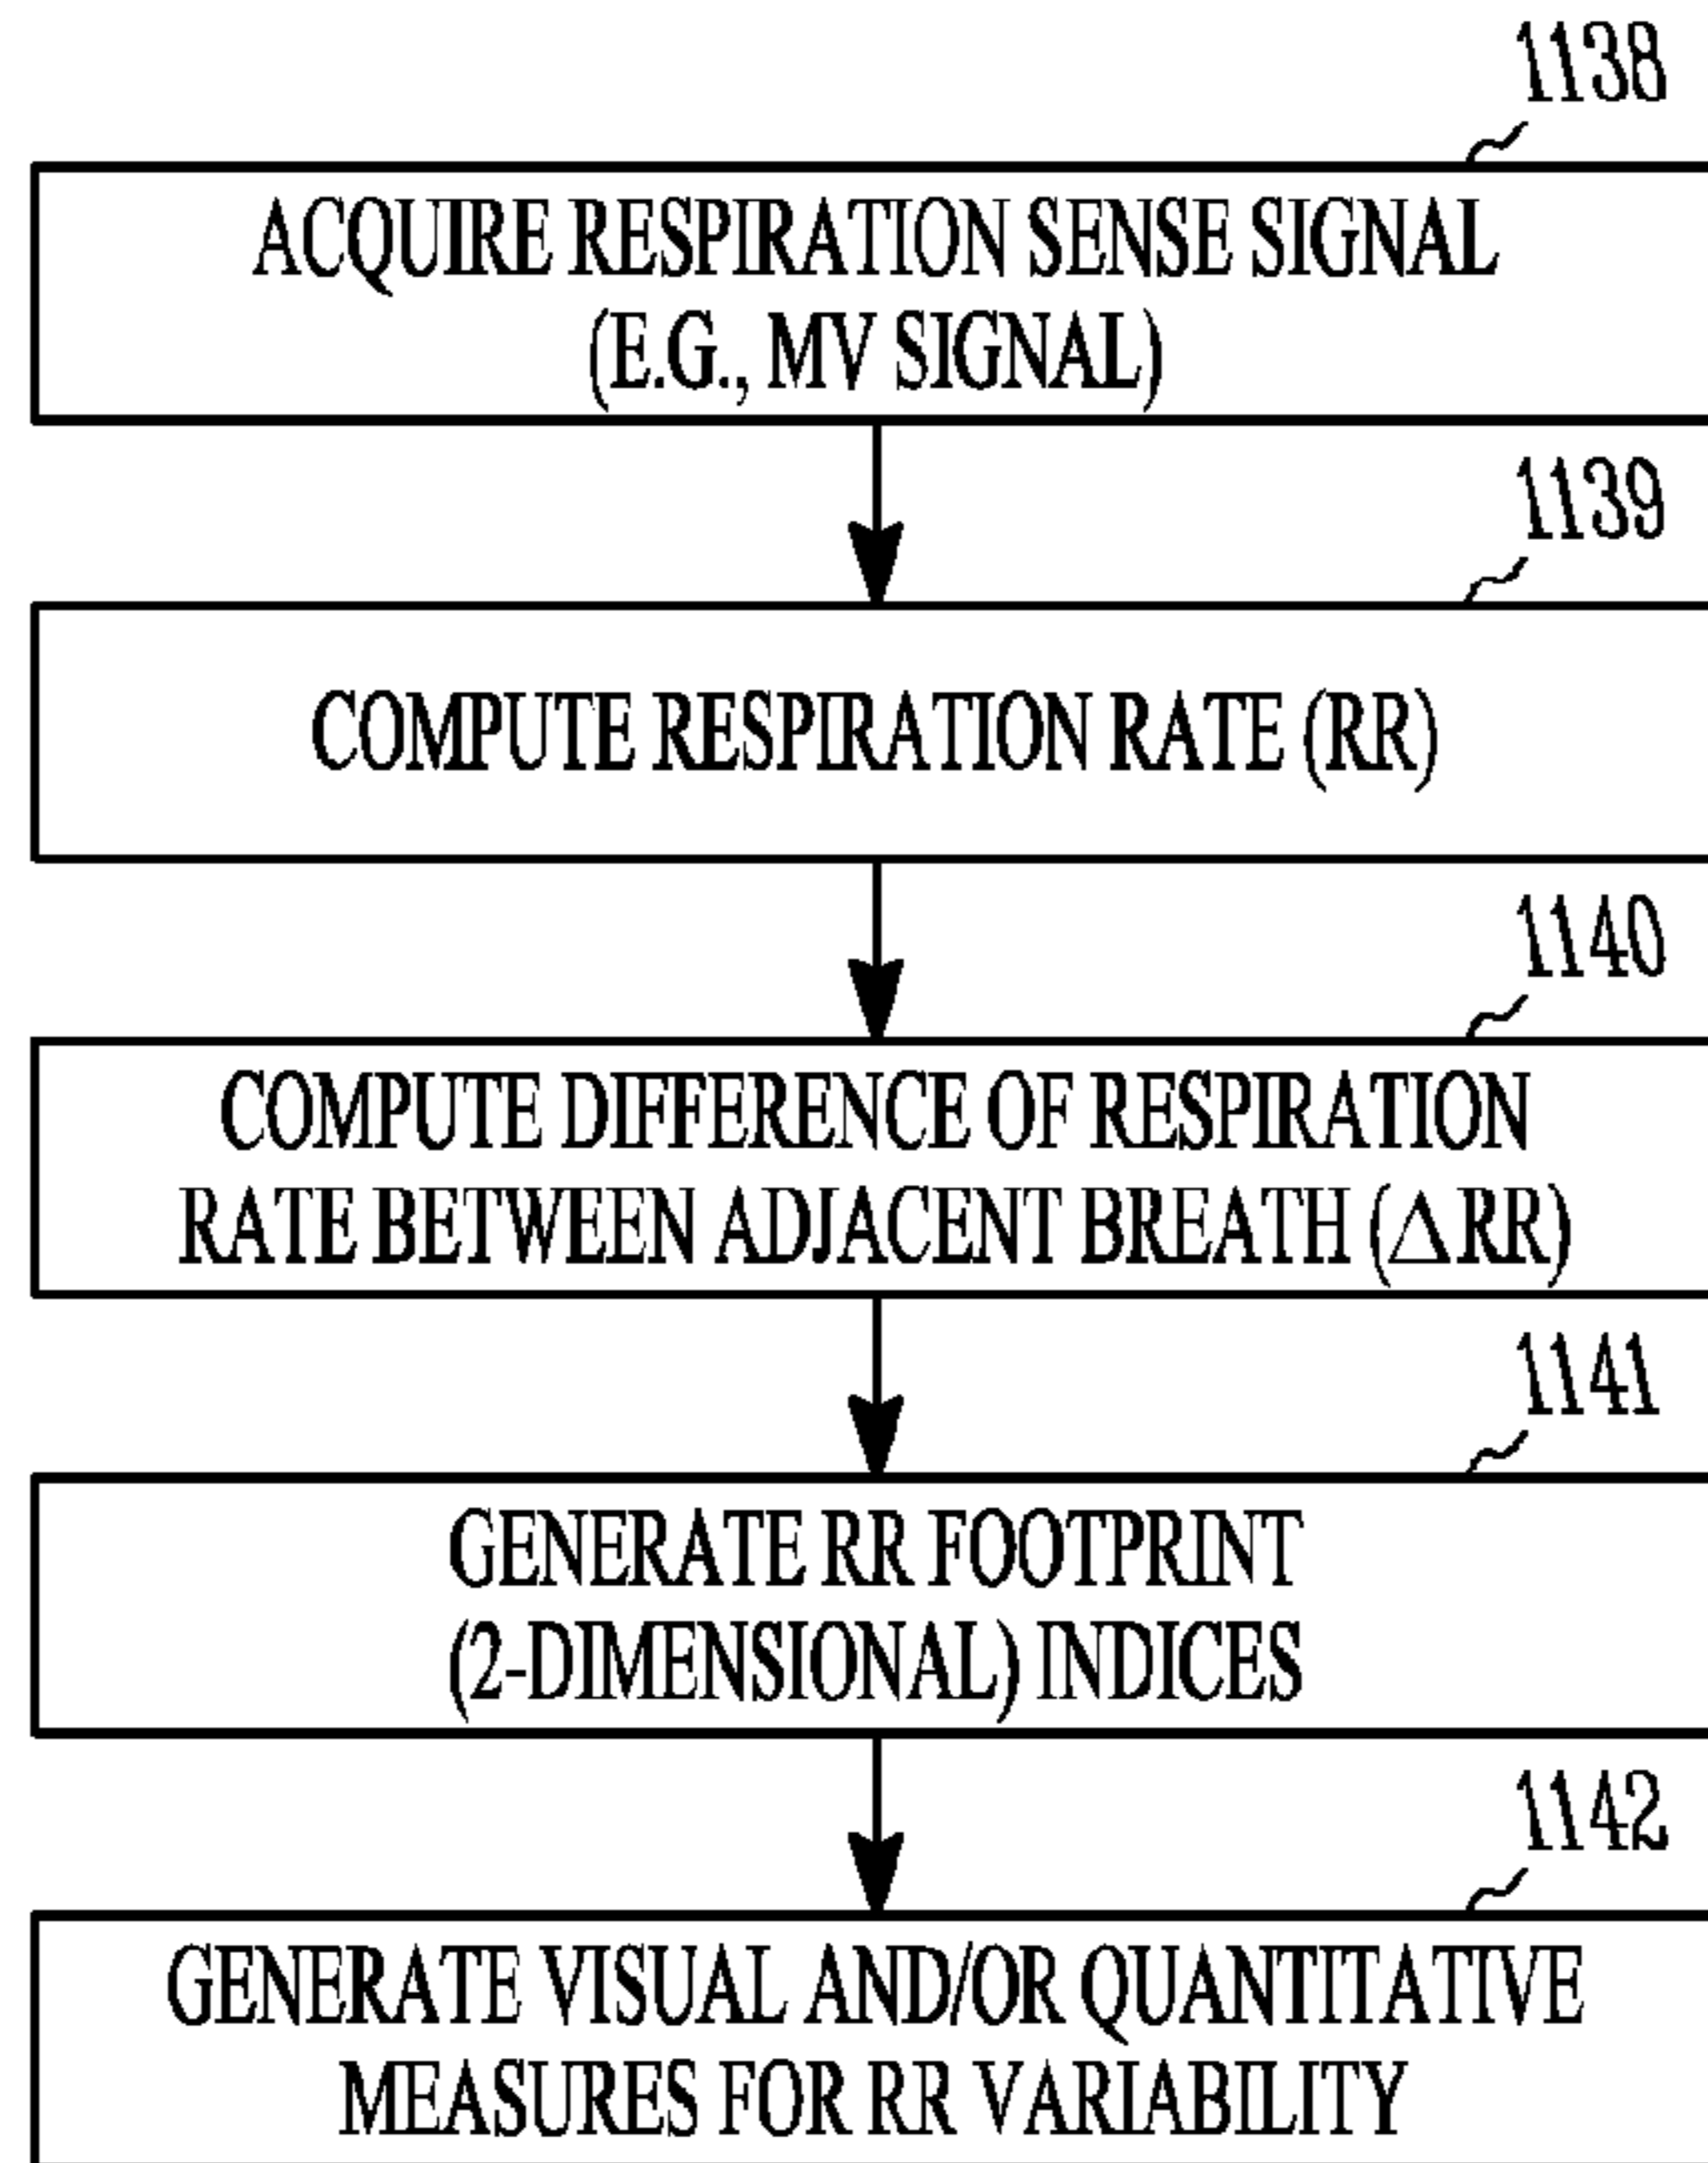 1138
ACQUIRE RESPIRATION SENSE SIGNAL
(E.G., MV SIGNAL)
1139
COMPUTE RESPIRATION RATE (RR)
1140
COMPUTE DIFFERENCE OF RESPIRATION
RATE BETWEEN ADJACENT BREATH (△RR)
1141
GENERATE RR FOOTPRINT
(2-DIMENSIONAL) INDICES
1142
GENERATE VISUAL AND/OR QUANTITATIVE
MEASURES FOR RR VARIABILITY